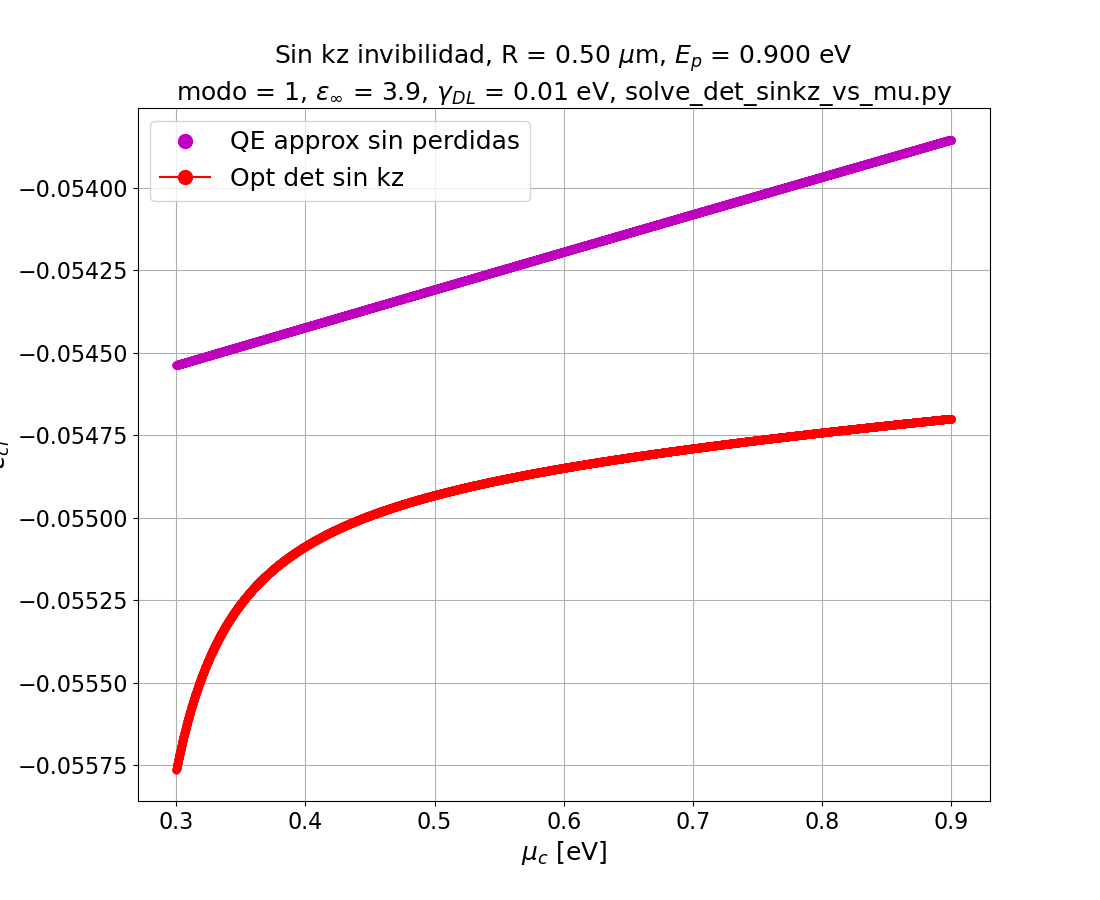 Sin kz invibilidad, R = 0.50 μm, E_p = 0.900 eV
modo = 1, ε_∞ = 3.9, γ_DL = 0.01 eV, solve_det_sinkz_vs_mu.py
QE approx sin perdidas
Opt det sin kz
−0.05400
−0.05425
−0.05450
−0.05475
−0.05500
−0.05525
−0.05550
−0.05575
0.3 0.4 0.5 0.6 0.7 0.8 0.9
μ_c [eV]